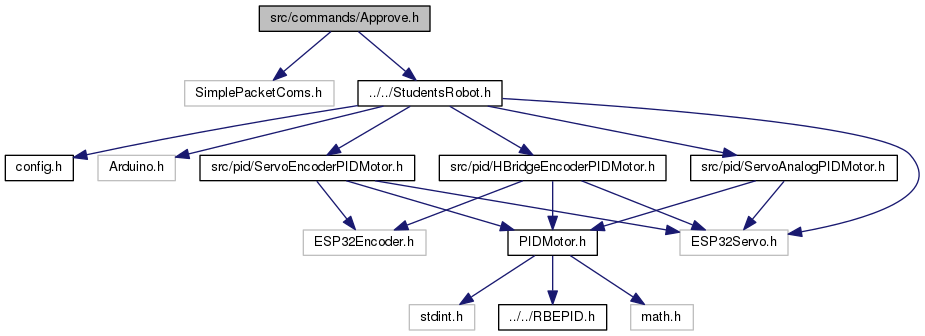 src/commands/Approve.h
SimplePacketComs.h
../../StudentsRobot.h
config.h
Arduino.h
src/pid/ServoEncoderPIDMotor.h
src/pid/HBridgeEncoderPIDMotor.h
src/pid/ServoAnalogPIDMotor.h
ESP32Encoder.h
PIDMotor.h
ESP32Servo.h
stdint.h
../../RBEPID.h
math.h